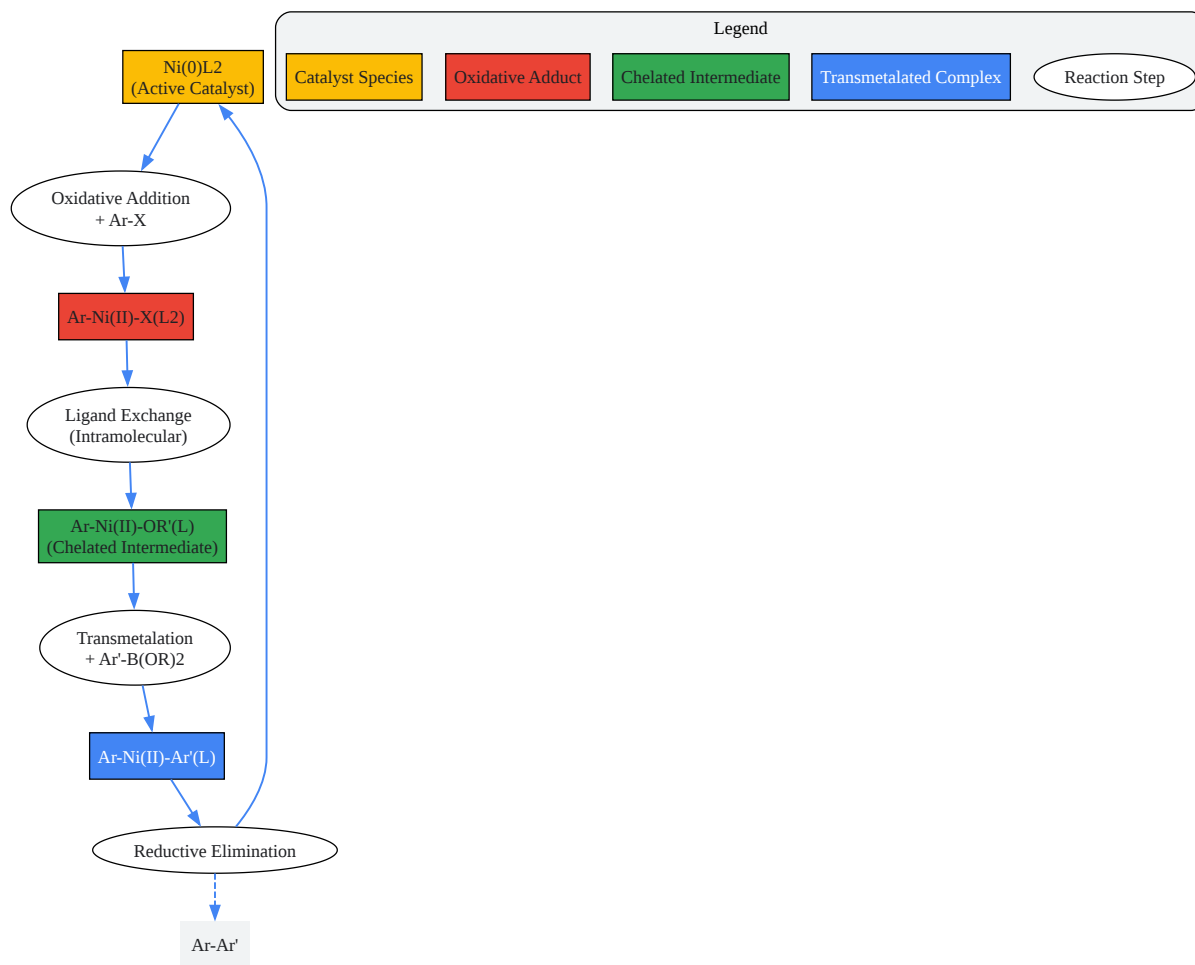 Legend
Catalyst Species
Oxidative Adduct
Chelated Intermediate
Transmetalated Complex
Reaction Step
Ni(0)L2
(Active Catalyst)
Oxidative Addition
+ Ar-X
Ar-Ni(II)-X(L2)
Ligand Exchange
(Intramolecular)
Ar-Ni(II)-OR'(L)
(Chelated Intermediate)
Transmetalation
+ Ar'-B(OR)2
Ar-Ni(II)-Ar'(L)
Reductive Elimination
Ar-Ar'